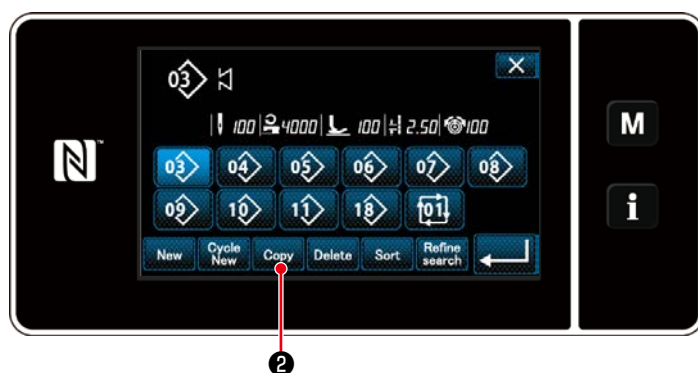 03
100 4000 100 2.50 100
03 04 05 06 07 08
09 10 11 18 01
New Cycle New Copy Delete Sort Refine search
M
i
❷